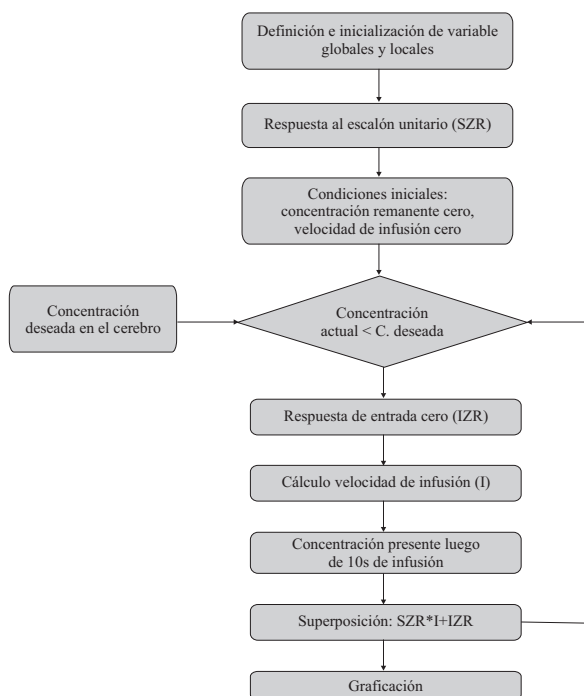 Definición e inicialización de variable
globales y locales
Respuesta al escalón unitario (SZR)
Condiciones iniciales:
concentración remanente cero,
velocidad de infusión cero
Concentración
deseada en el cerebro
Concentración
actual < C. deseada
Respuesta de entrada cero (IZR)
Cálculo velocidad de infusión (I)
Concentración presente luego
de 10s de infusión
Superposición: SZR*I+IZR
Graficación